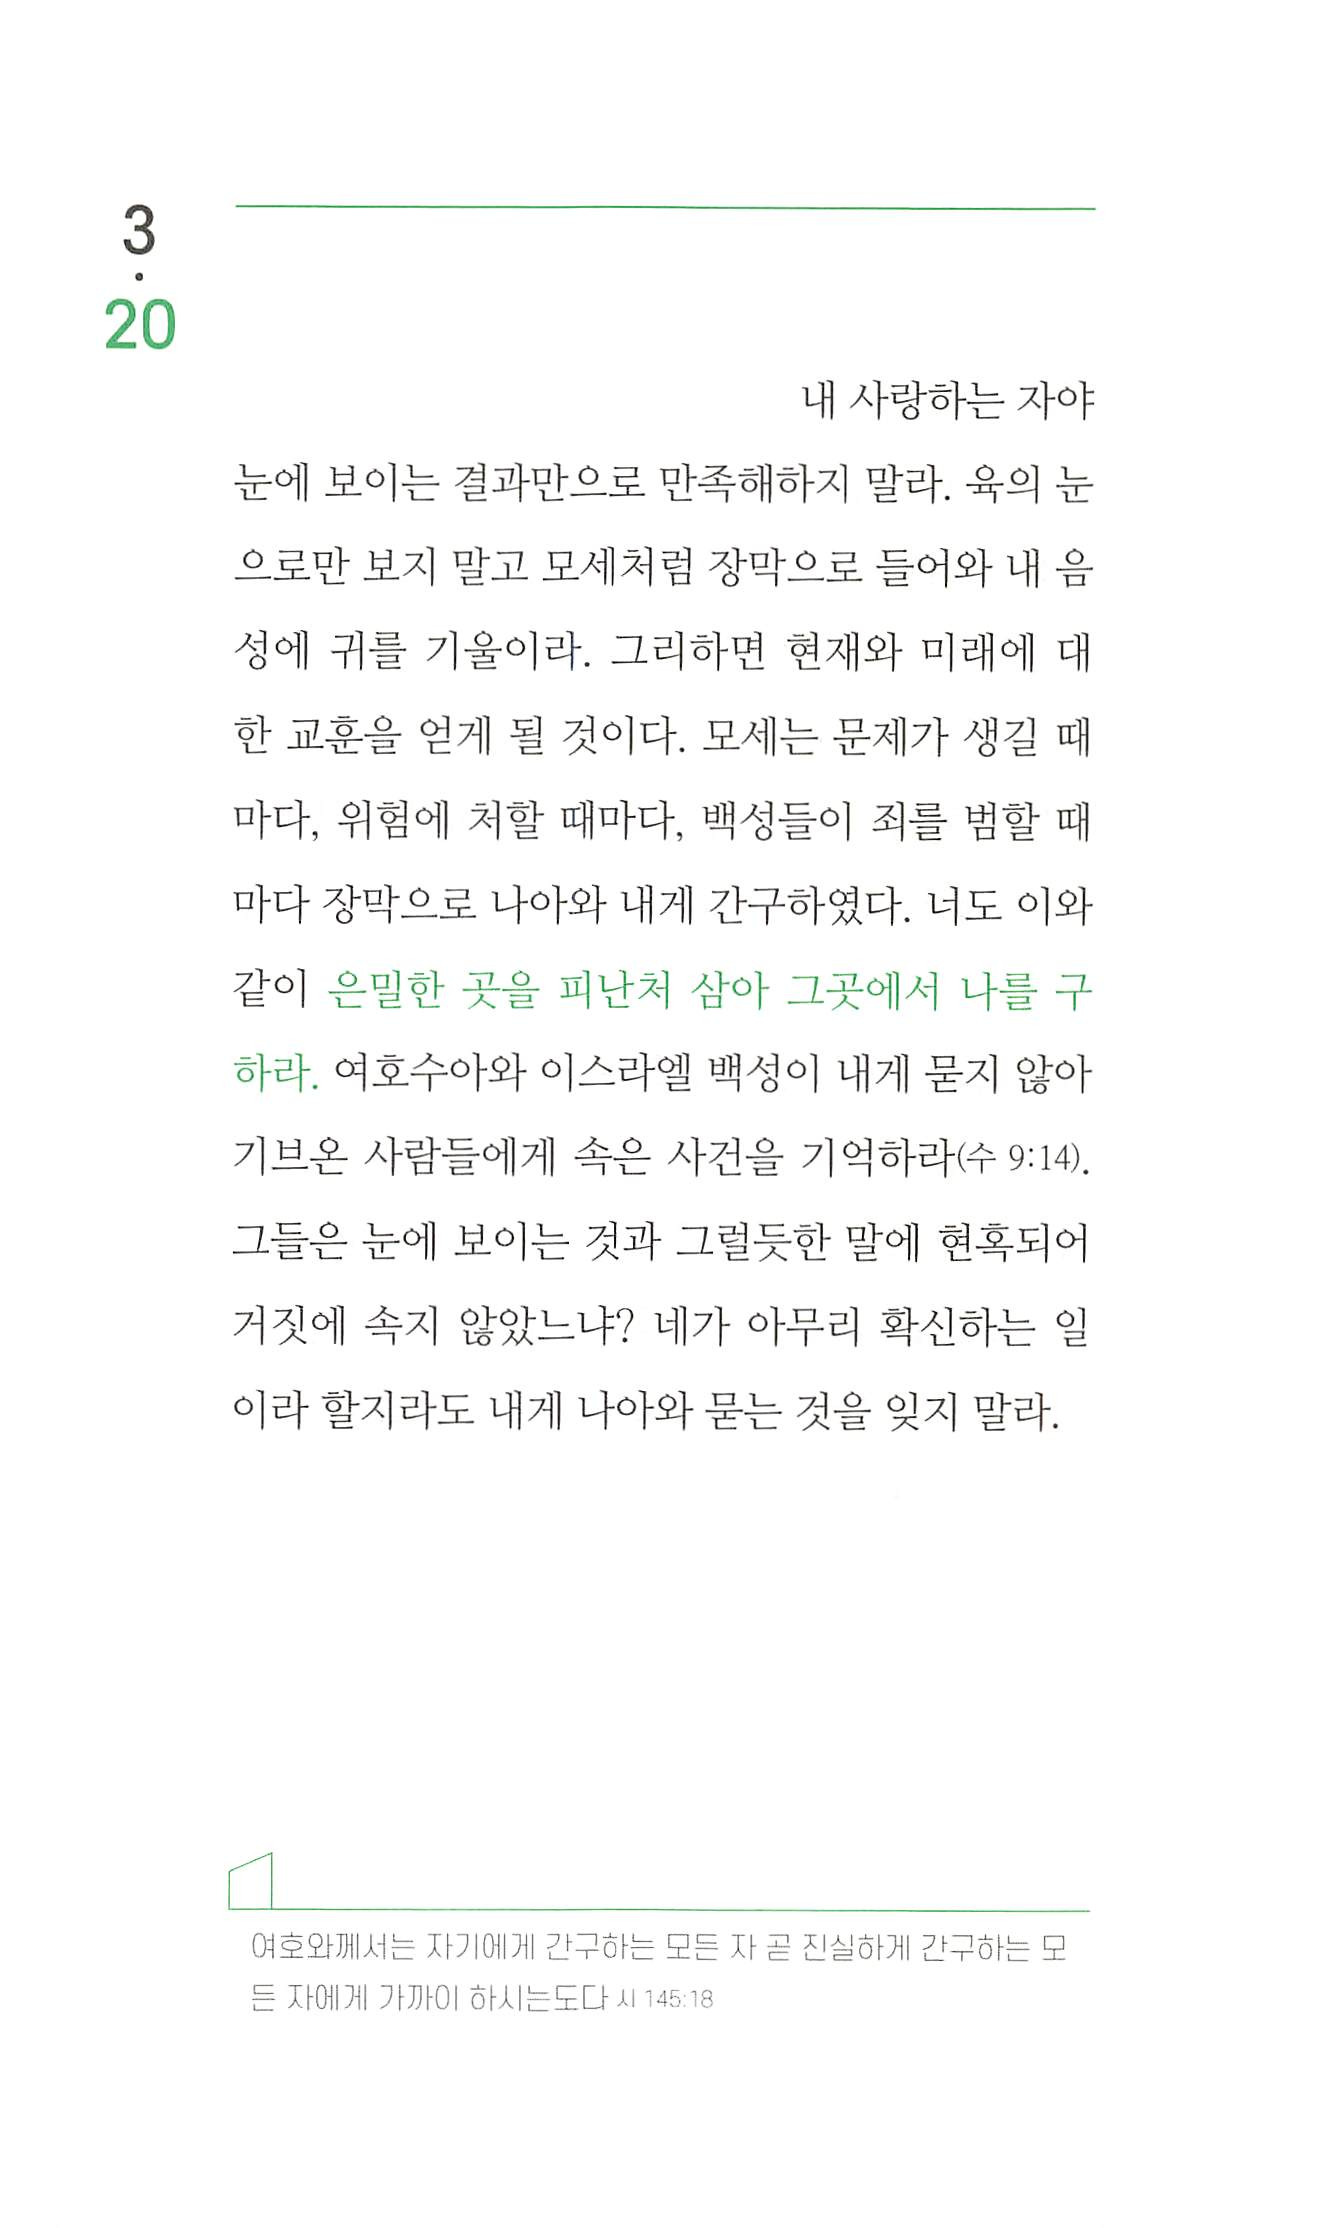 3
·
20
내 사랑하는 자야
눈에 보이는 결과만으로 만족해하지 말라. 육의 눈
으로만 보지 말고 모세처럼 장막으로 들어와 내 음
성에 귀를 기울이라. 그리하면 현재와 미래에 대
한 교훈을 얻게 될 것이다. 모세는 문제가 생길 때
마다, 위험에 처할 때마다, 백성들이 죄를 범할 때
마다 장막으로 나아와 내게 간구하였다. 너도 이와
같이 은밀한 곳을 피난처 삼아 그곳에서 나를 구
하라. 여호수아와 이스라엘 백성이 내게 묻지 않아
기브온 사람들에게 속은 사건을 기억하라(수 9:14).
그들은 눈에 보이는 것과 그럴듯한 말에 현혹되어
거짓에 속지 않았느냐? 네가 아무리 확신하는 일
이라 할지라도 내게 나아와 묻는 것을 잊지 말라.
여호와께서는 자기에게 간구하는 모든 자 곧 진실하게 간구하는 모
든 자에게 가까이 하시는도다 시 145:18